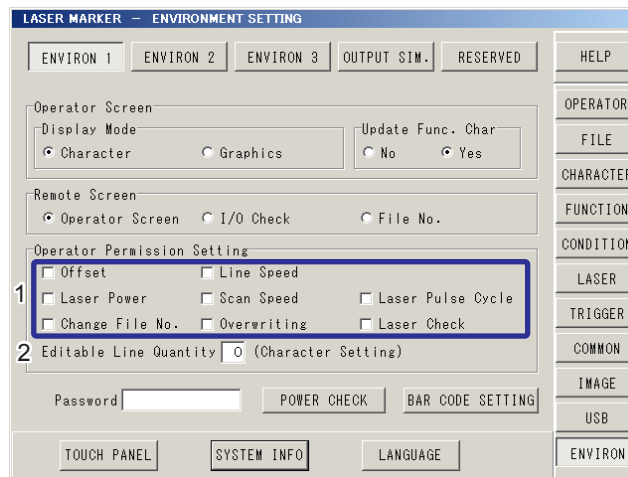 LASER MARKER – ENVIRONMENT SETTING
ENVIRON 1 ENVIRON 2 ENVIRON 3 OUTPUT SIM. RESERVED HELP
Operator Screen OPERATOR
Display Mode Update Func. Char
Character Graphics No Yes FILE
CHARACTER
Remote Screen
Operator Screen I/O Check File No. FUNCTION
Operator Permission Setting CONDITION
Offset Line Speed LASER
1 Laser Power Scan Speed Laser Pulse Cycle
Change File No. Overwriting Laser Check TRIGGER
2 Editable Line Quantity 0 (Character Setting) COMMON
IMAGE
Password POWER CHECK BAR CODE SETTING
USB
TOUCH PANEL SYSTEM INFO LANGUAGE ENVIRON